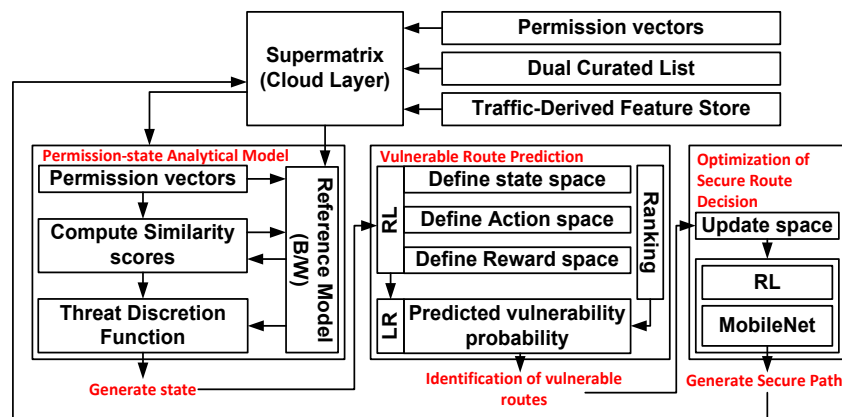 Supermatrix
(Cloud Layer)
Permission vectors
Dual Curated List
Traffic-Derived Feature Store
Permission-state Analytical Model
Permission vectors
Compute Similarity
scores
Threat Discretion
Function
Reference Model
(B/W)
Generate state
Vulnerable Route Prediction
RL
Define state space
Define Action space
Define Reward space
Ranking
LR
Predicted vulnerability
probability
Identification of vulnerable
routes
Optimization of
Secure Route
Decision
Update space
RL
MobileNet
Generate Secure Path